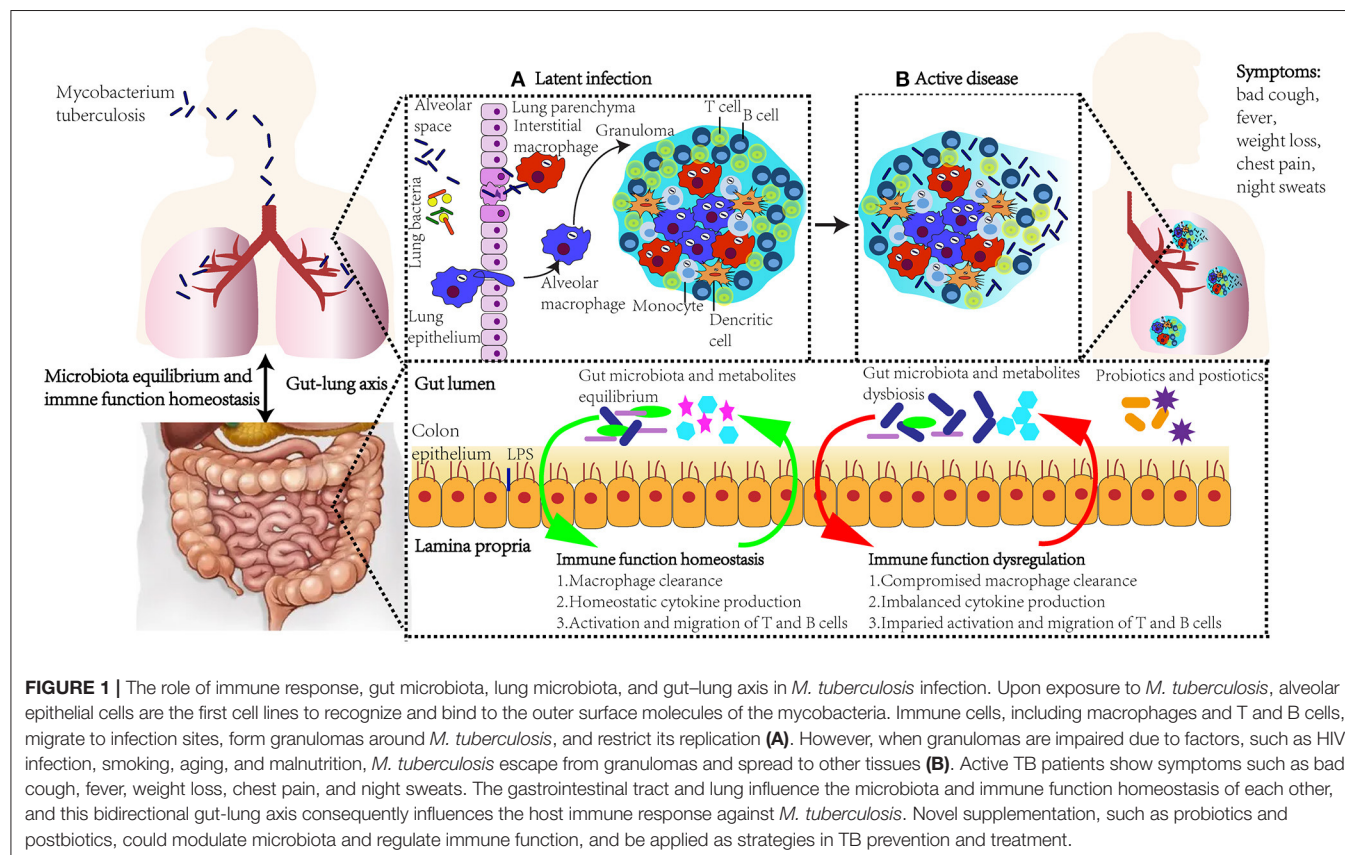 Mycobacterium
tuberculosis
A Latent infection
B Active disease
Symptoms:
bad cough,
fever,
weight loss,
chest pain,
night sweats
Alveolar
space
Lung parenchyma
Interstitial
macrophage
Granuloma
T cell
B cell
Lung bacteria
Alveolar
macrophage
Monocyte
Dencritic
cell
Lung
epithelium
Microbiota equilibrium and
immne function homeostasis
Gut-lung axis
Gut lumen
Gut microbiota and metabolites
equilibrium
Gut microbiota and metabolites
dysbiosis
Probiotics and postiotics
Colon
epithelium
LPS
Lamina propria
Immune function homeostasis
1.Macrophage clearance
2.Homeostatic cytokine production
3.Activation and migration of T and B cells
Immune function dysregulation
1.Compromised macrophage clearance
2.Imbalanced cytokine production
3.Imparied activation and migration of T and B cells
FIGURE 1 | The role of immune response, gut microbiota, lung microbiota, and gut–lung axis in M. tuberculosis infection. Upon exposure to M. tuberculosis, alveolar
epithelial cells are the first cell lines to recognize and bind to the outer surface molecules of the mycobacteria. Immune cells, including macrophages and T and B cells,
migrate to infection sites, form granulomas around M. tuberculosis, and restrict its replication (A). However, when granulomas are impaired due to factors, such as HIV
infection, smoking, aging, and malnutrition, M. tuberculosis escape from granulomas and spread to other tissues (B). Active TB patients show symptoms such as bad
cough, fever, weight loss, chest pain, and night sweats. The gastrointestinal tract and lung influence the microbiota and immune function homeostasis of each other,
and this bidirectional gut-lung axis consequently influences the host immune response against M. tuberculosis. Novel supplementation, such as probiotics and
postbiotics, could modulate microbiota and regulate immune function, and be applied as strategies in TB prevention and treatment.